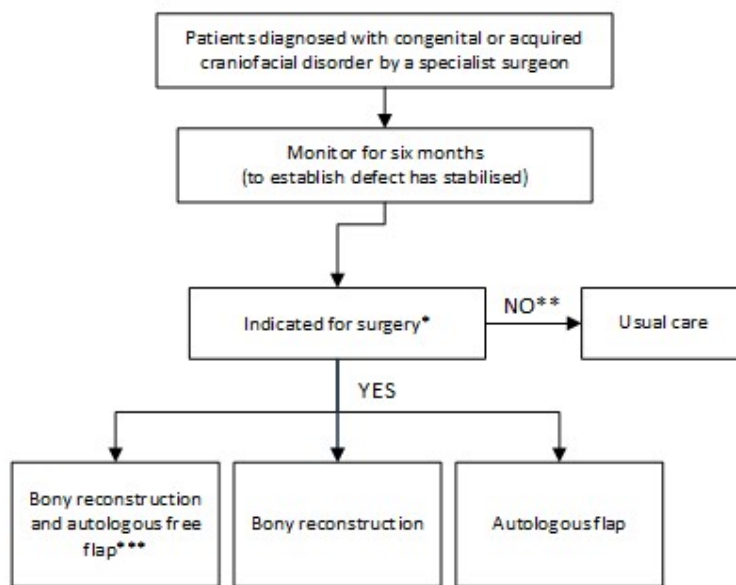 Patients diagnosed with congenital or acquired
craniofacial disorder by a specialist surgeon
Monitor for six months
(to establish defect has stabilised)
Indicated for surgery*
NO**
Usual care
YES
Bony reconstruction
and autologous free
flap***
Bony reconstruction
Autologous flap